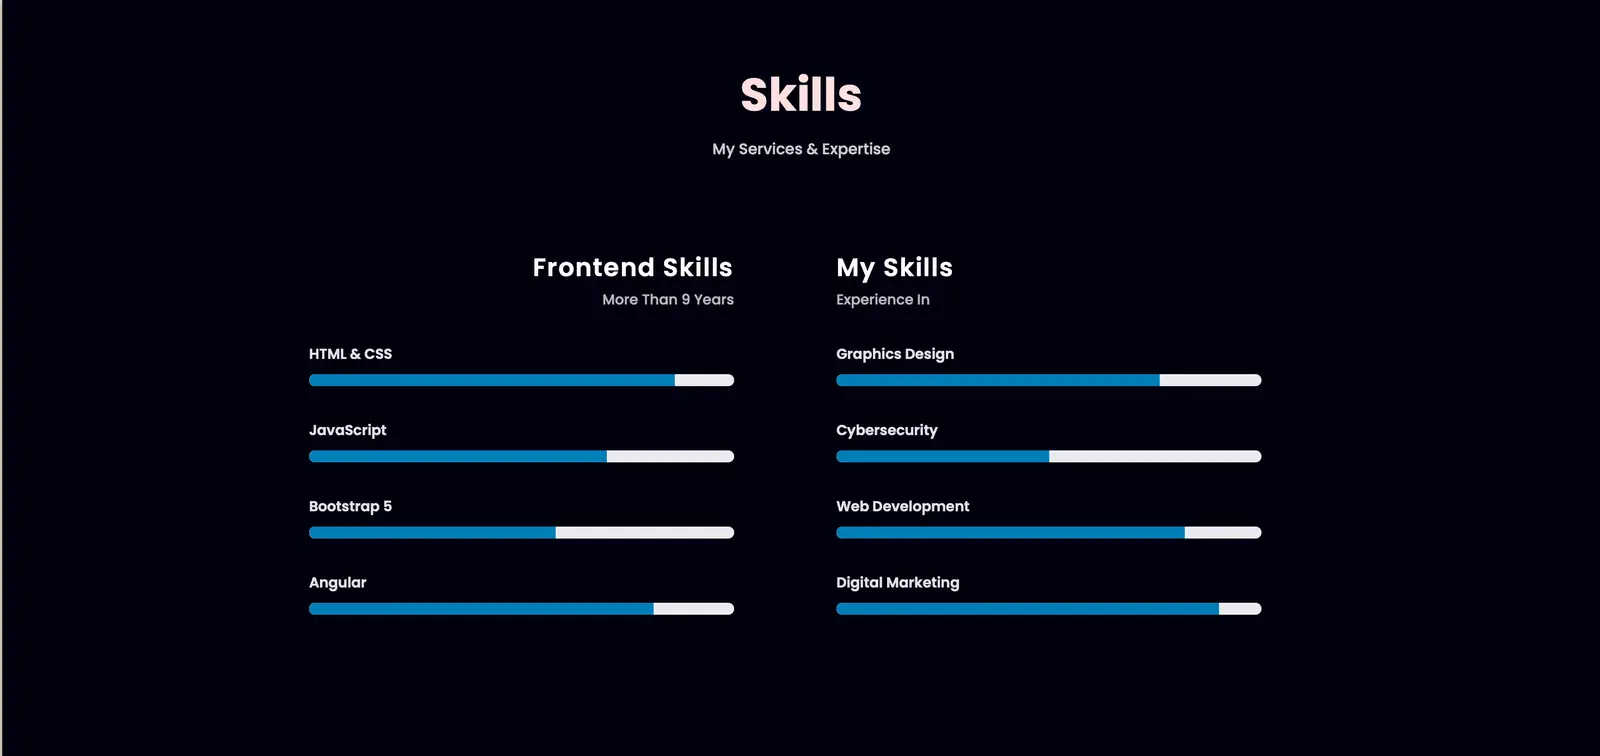 Skills
My Services & Expertise
Frontend Skills
More Than 9 Years
HTML & CSS
JavaScript
Bootstrap 5
Angular
My Skills
Experience In
Graphics Design
Cybersecurity
Web Development
Digital Marketing